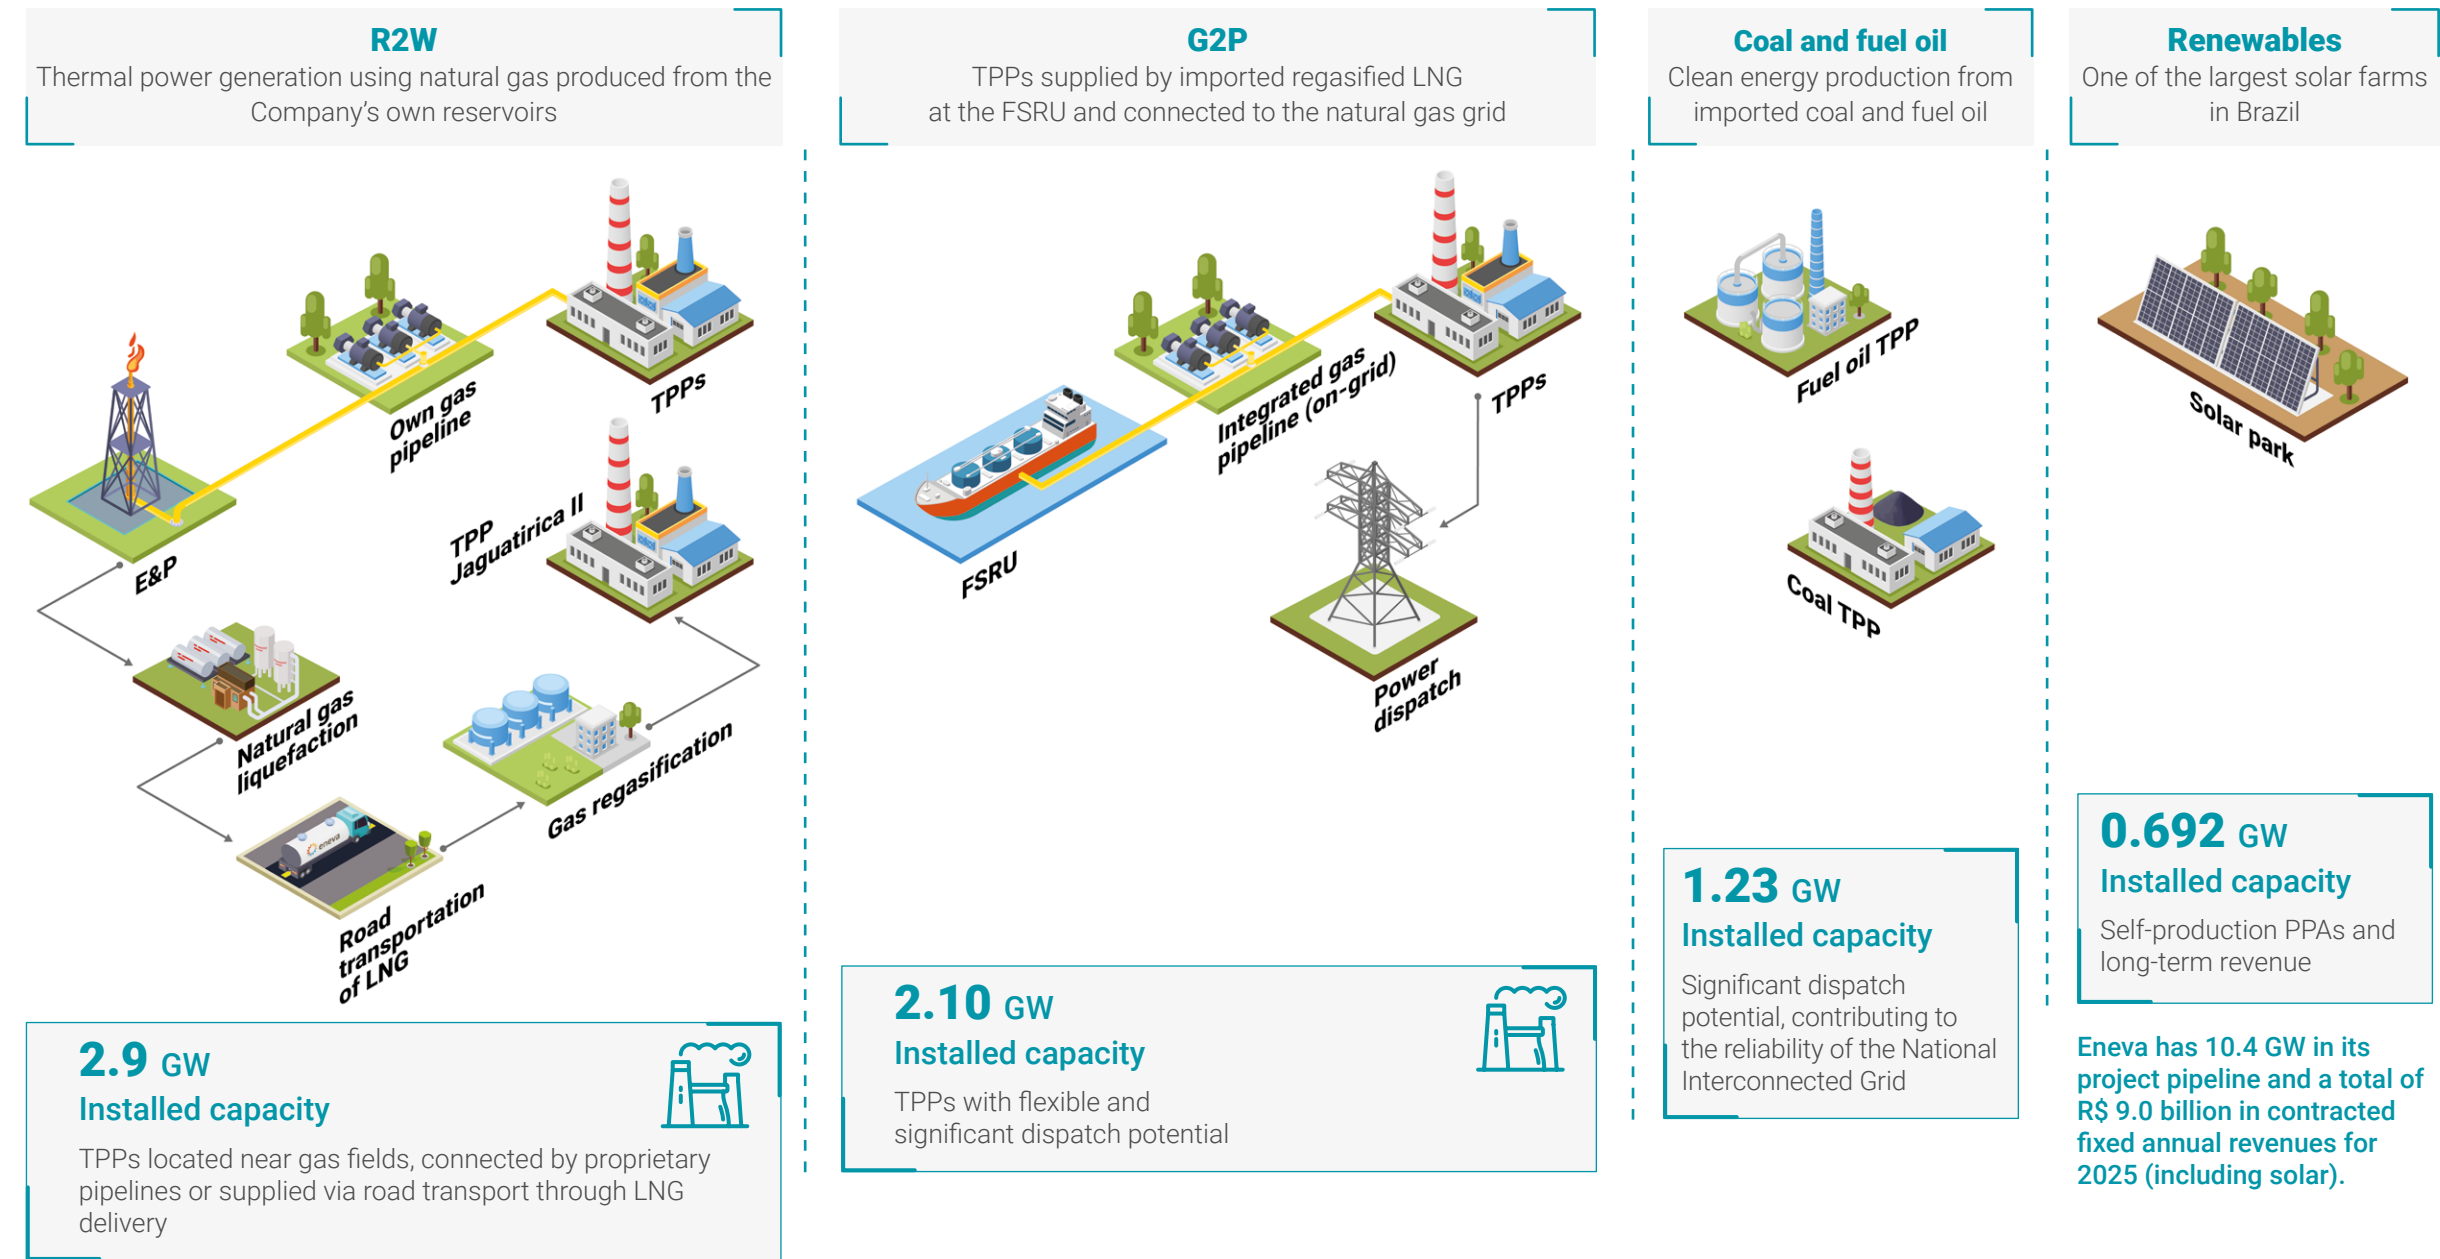 R2W
Thermal power generation using natural gas produced from the
Company's own reservoirs
Own gas
pipeline
TPPs
E&P
TPP
Jaguatirica II
Natural gas
liquefaction
Gas regasification
eneva
Road
transportation
of LNG
2.9 GW
Installed capacity
TPPs located near gas fields, connected by proprietary
pipelines or supplied via road transport through LNG
delivery
G2P
TPPs supplied by imported regasified LNG
at the FSRU and connected to the natural gas grid
Integrated gas
pipeline (on-grid)
TPPs
FSRU
Power
dispatch
2.10 GW
Installed capacity
TPPs with flexible and
significant dispatch potential
Coal and fuel oil
Clean energy production from
imported coal and fuel oil
Fuel oil TPP
Coal TPP
1.23 GW
Installed capacity
Significant dispatch
potential, contributing to
the reliability of the National
Interconnected Grid
Renewables
One of the largest solar farms
in Brazil
Solar park
0.692 GW
Installed capacity
Self-production PPAs and
long-term revenue
Eneva has 10.4 GW in its
project pipeline and a total of
R$ 9.0 billion in contracted
fixed annual revenues for
2025 (including solar).